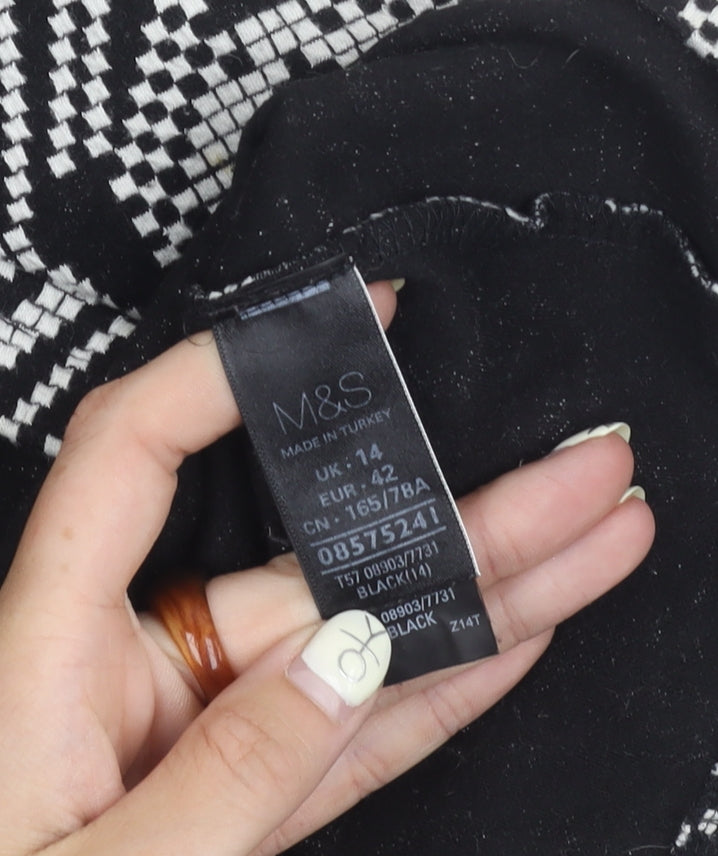 M&S
MADE IN TURKEY
UK · 14
EUR · 42
CN · 165/78A
08575241
T57 08903/7731
BLACK(14)
08903/7731
BLACK Z14T